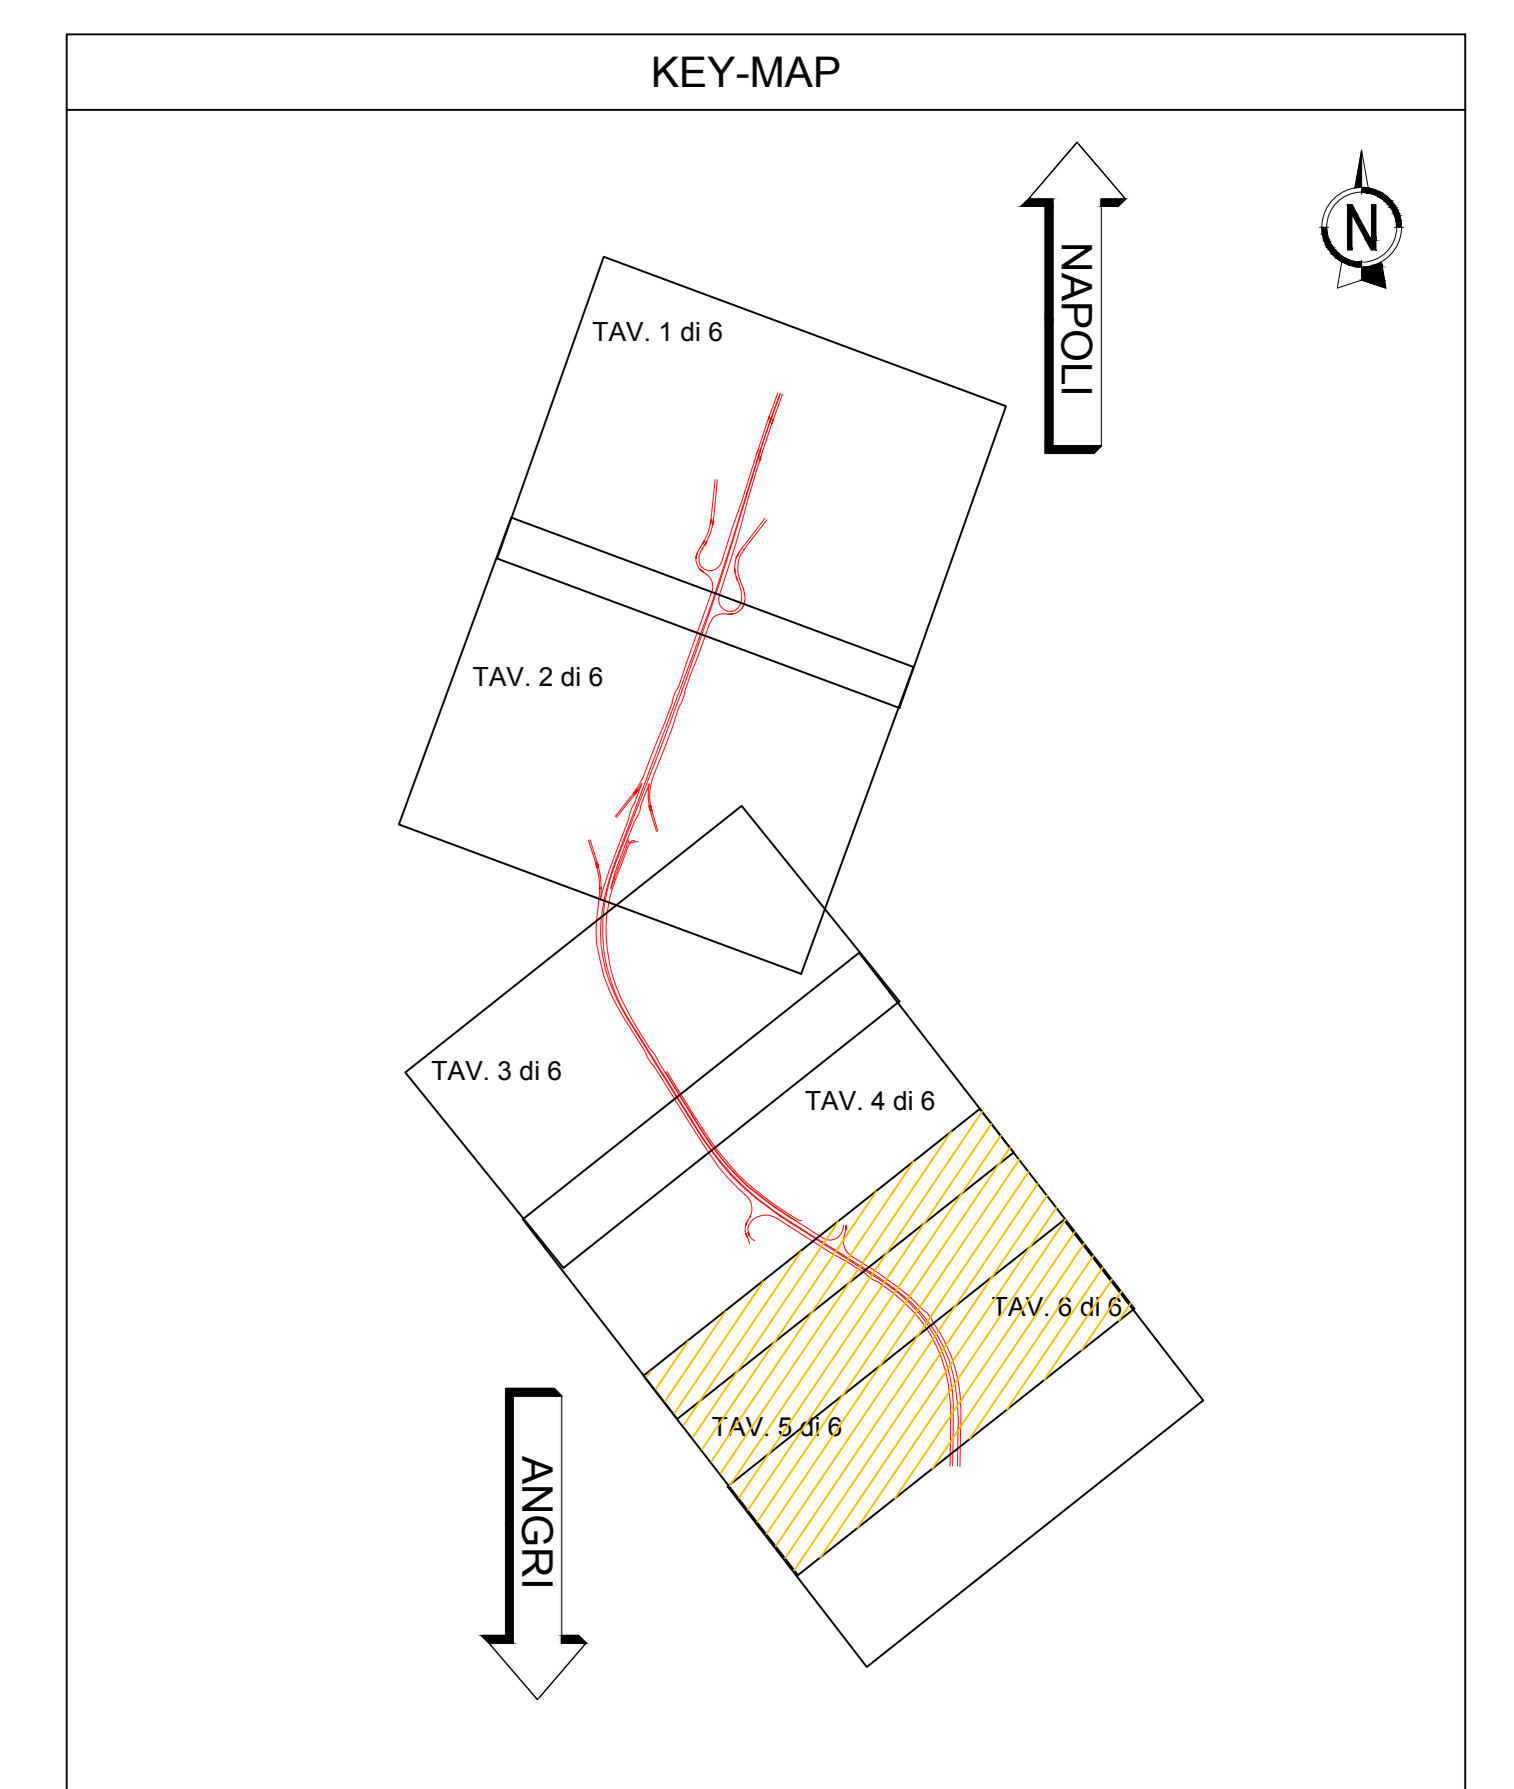 KEY-MAP
N
NAPOLI
TAV. 1 di 6
TAV. 2 di 6
TAV. 3 di 6
TAV. 4 di 6
TAV. 6 di 6
TAV. 5 di 6
ANGRI